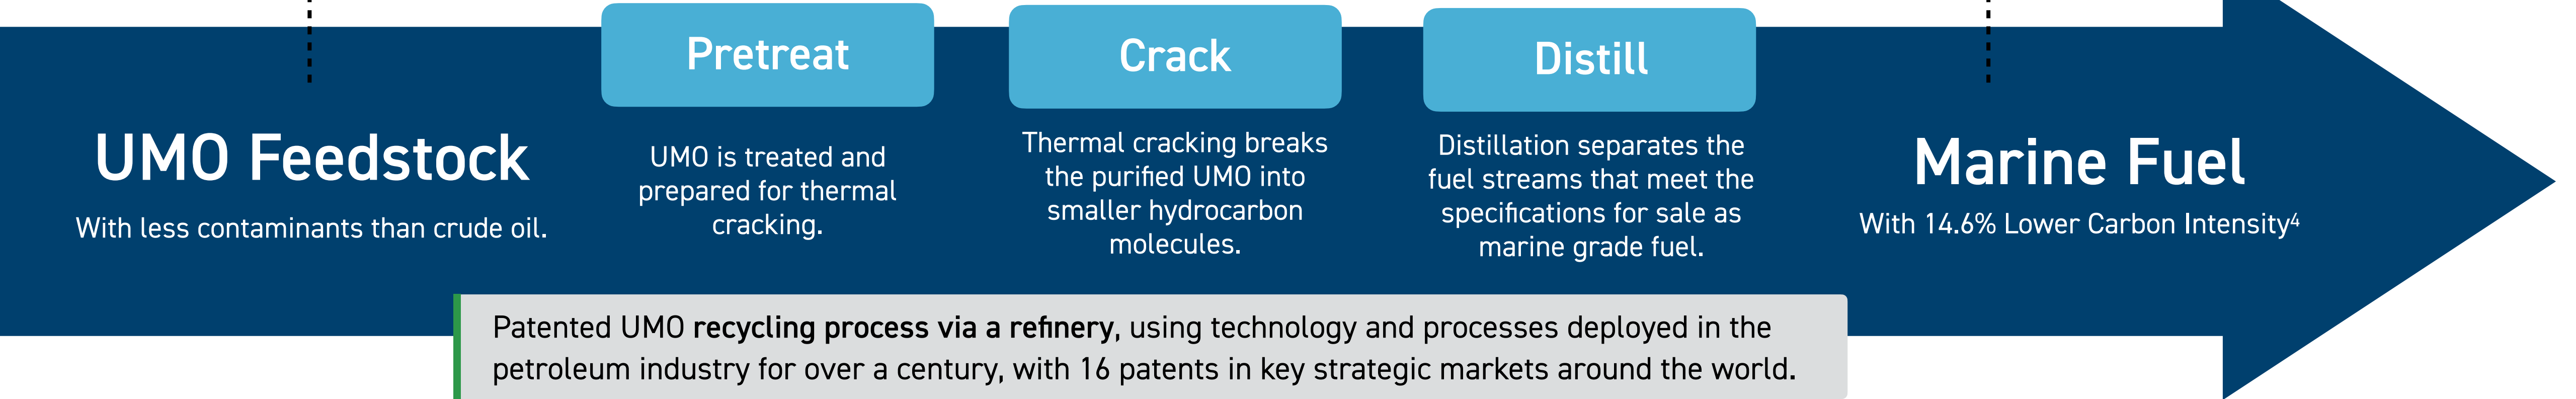 UMO Feedstock
With less contaminants than crude oil.
Pretreat
UMO is treated and
prepared for thermal
cracking.
Crack
Thermal cracking breaks
the purified UMO into
smaller hydrocarbon
molecules.
Distill
Distillation separates the
fuel streams that meet the
specifications for sale as
marine grade fuel.
Marine Fuel
With 14.6% Lower Carbon Intensity⁴
Patented UMO recycling process via a refinery, using technology and processes deployed in the
petroleum industry for over a century, with 16 patents in key strategic markets around the world.